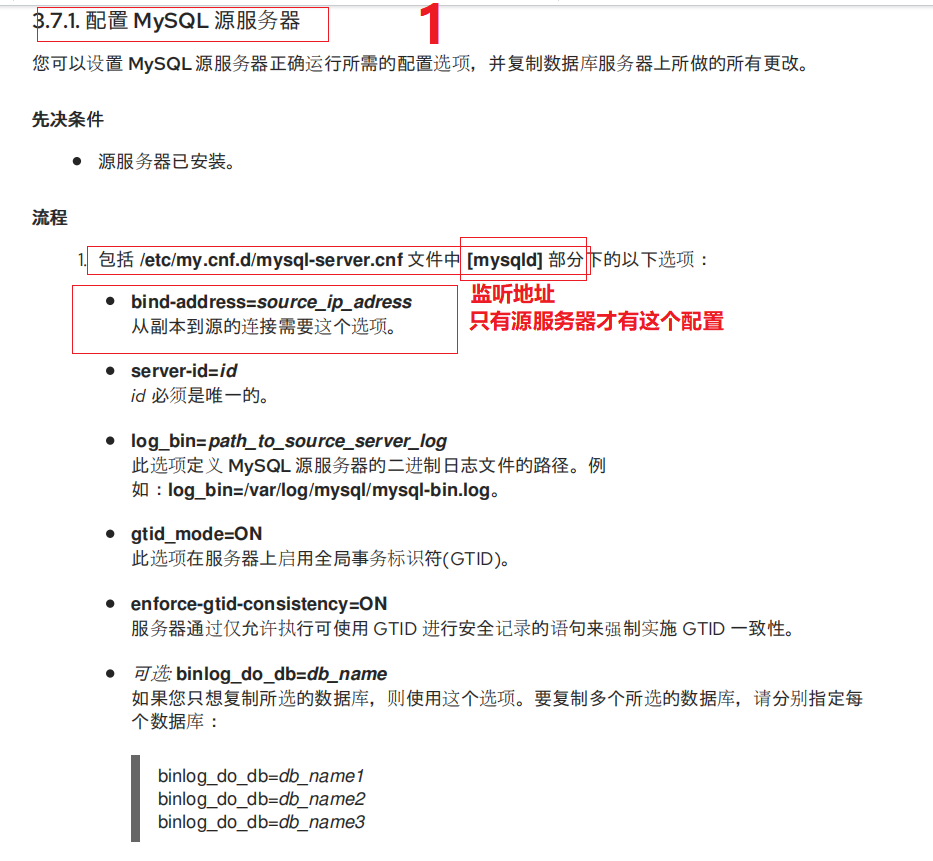 3.7.1. 配置 MySQL 源服务器
1
您可以设置 MySQL 源服务器正确运行所需的配置选项，并复制数据库服务器上所做的所有更改。
先决条件
● 源服务器已安装。
流程
1. 包括 /etc/my.cnf.d/mysql-server.cnf 文件中 [mysqld] 部分下的以下选项：
● bind-address=source_ip_adress
从副本到源的连接需要这个选项。
监听地址
只有源服务器才有这个配置
● server-id=id
id 必须是唯一的。
● log_bin=path_to_source_server_log
此选项定义 MySQL 源服务器的二进制日志文件的路径。例
如：log_bin=/var/log/mysql/mysql-bin.log。
● gtid_mode=ON
此选项在服务器上启用全局事务标识符(GTID)。
● enforce-gtid-consistency=ON
服务器通过仅允许执行可使用 GTID 进行安全记录的语句来强制实施 GTID 一致性。
● 可选: binlog_do_db=db_name
如果您只想复制所选的数据库，则使用这个选项。要复制多个所选的数据库，请分别指定每
个数据库：
binlog_do_db=db_name1
binlog_do_db=db_name2
binlog_do_db=db_name3